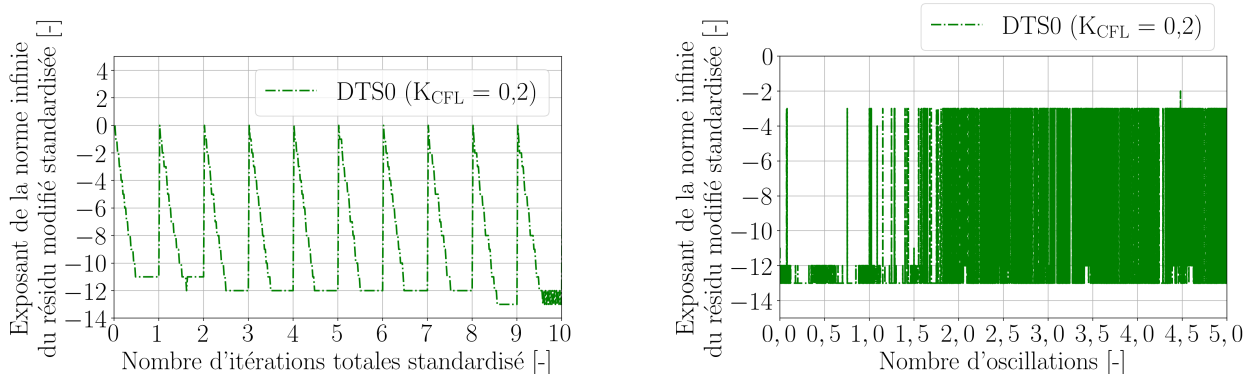 Exposant de la norme infinie
du résidu modifié standardisée [-]
4
2
0
−2
−4
−6
−8
−10
−12
−14
DTS0 (K_CFL = 0,2)
0 1 2 3 4 5 6 7 8 9 10
Nombre d'itérations totales standardisé [-]
Exposant de la norme infinie
du résidu modifié standardisée [-]
DTS0 (K_CFL = 0,2)
0
−2
−4
−6
−8
−10
−12
−14
0,0 0,5 1,0 1,5 2,0 2,5 3,0 3,5 4,0 4,5 5,0
Nombre d'oscillations [-]